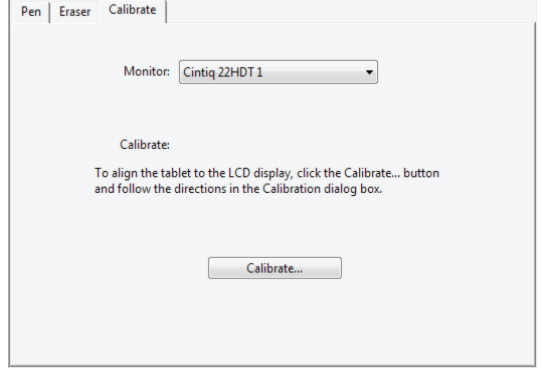 Pen Eraser Calibrate
Monitor: Cintiq 22HDT 1
Calibrate:
To align the tablet to the LCD display, click the Calibrate... button
and follow the directions in the Calibration dialog box.
Calibrate...